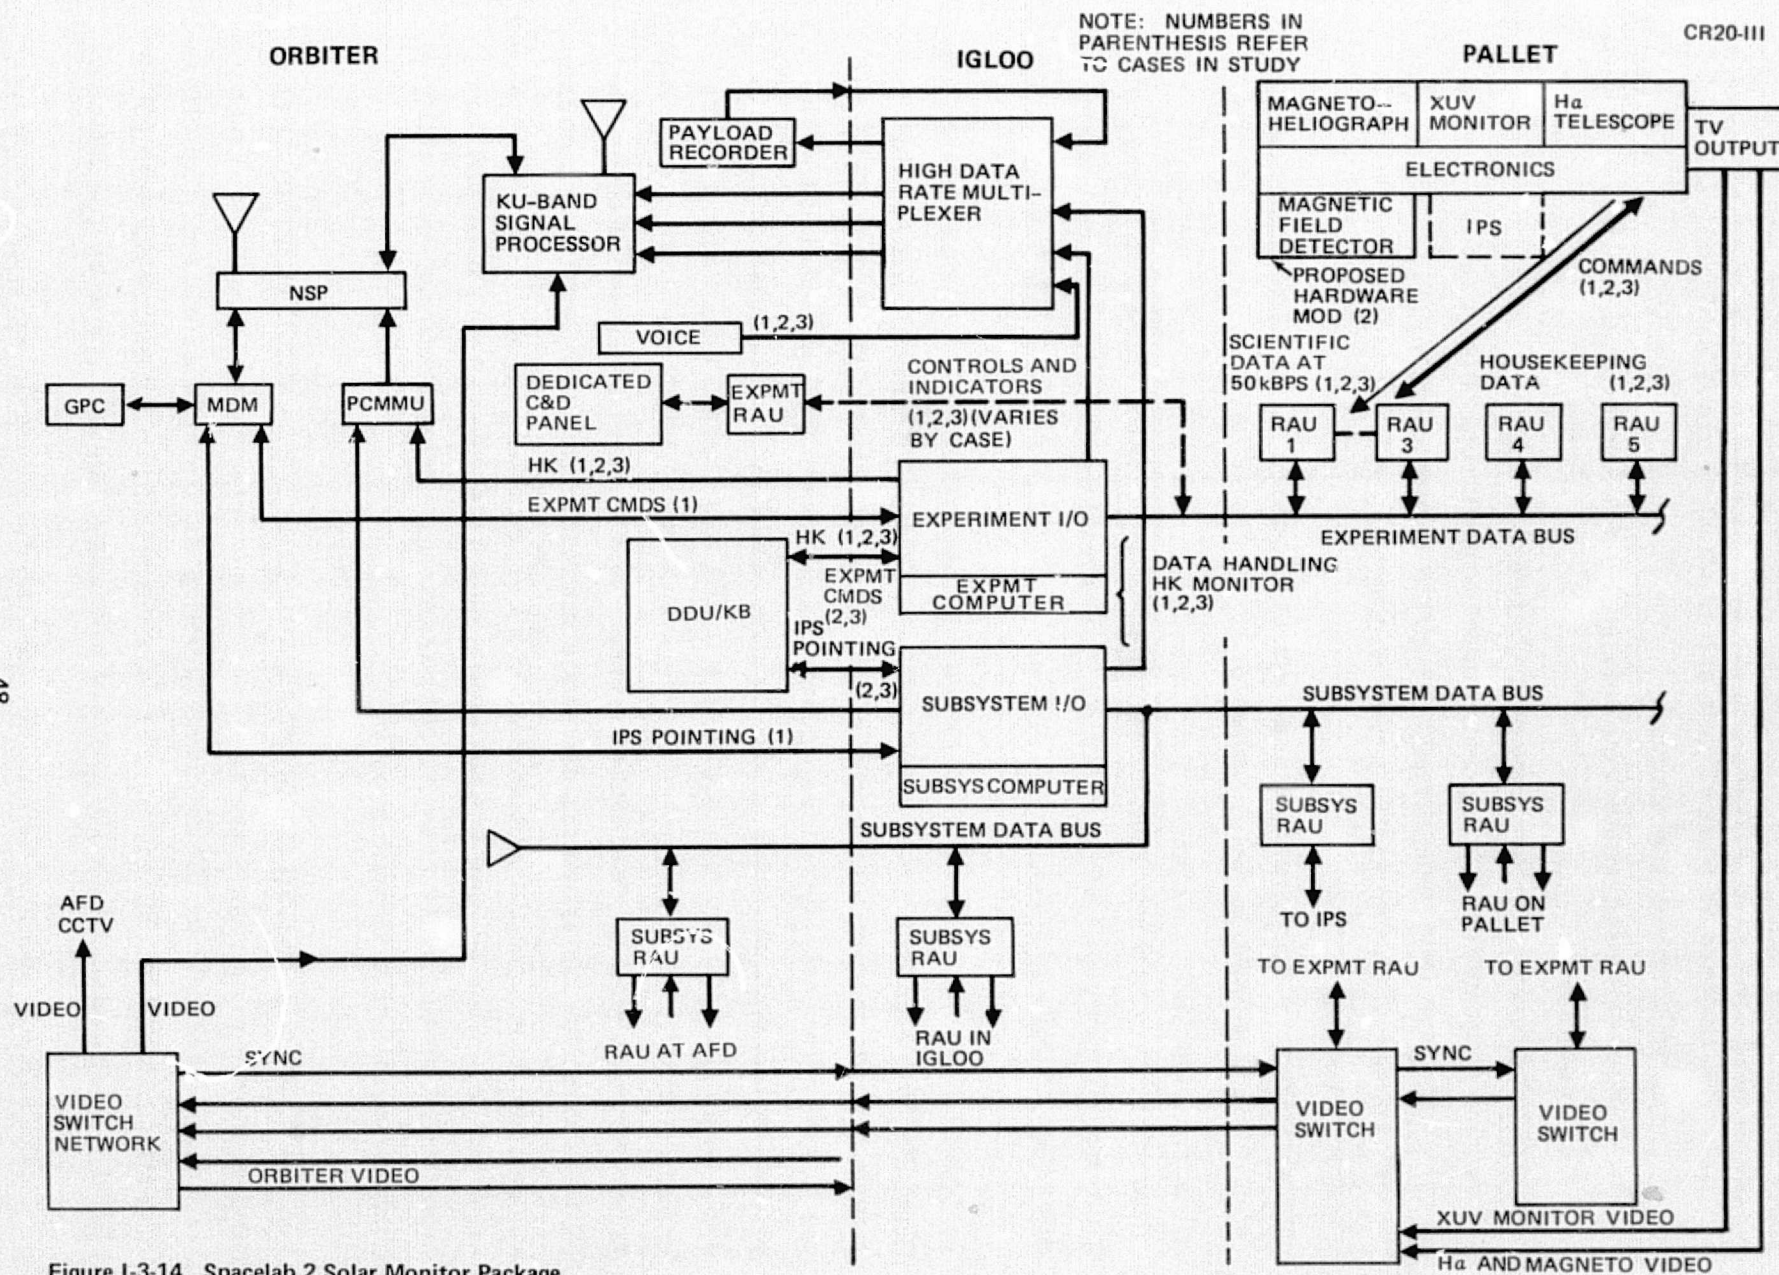 CR20-III
ORBITER
IGLOO
NOTE: NUMBERS IN
PARENTHESIS REFER
TO CASES IN STUDY
PALLET
PAYLOAD
RECORDER
HIGH DATA
RATE MULTI-
PLEXER
KU-BAND
SIGNAL
PROCESSOR
NSP
VOICE
(1,2,3)
GPC
MDM
PCMMU
DEDICATED
C&D
PANEL
EXPMT
RAU
CONTROLS AND
INDICATORS
(1,2,3) (VARIES
BY CASE)
MAGNETO-
HELIOGRAPH
XUV
MONITOR
Hα
TELESCOPE
TV
OUTPUT
ELECTRONICS
MAGNETIC
FIELD
DETECTOR
IPS
PROPOSED
HARDWARE
MOD (2)
COMMANDS
(1,2,3)
SCIENTIFIC
DATA AT
50 kBPS (1,2,3)
HOUSEKEEPING
DATA (1,2,3)
RAU
1
RAU
3
RAU
4
RAU
5
HK (1,2,3)
EXPMT CMDS (1)
EXPERIMENT I/O
EXPMT
COMPUTER
EXPERIMENT DATA BUS
HK (1,2,3)
EXPMT
CMDS
(2,3)
DDU/KB
IPS
POINTING
(2,3)
DATA HANDLING
HK MONITOR
(1,2,3)
SUBSYSTEM I/O
SUBSYS COMPUTER
SUBSYSTEM DATA BUS
IPS POINTING (1)
SUBSYSTEM DATA BUS
SUBSYS
RAU
TO IPS
SUBSYS
RAU
RAU ON
PALLET
AFD
CCTV
VIDEO
VIDEO
SUBSYS
RAU
RAU AT AFD
SUBSYS
RAU
RAU IN
IGLOO
TO EXPMT RAU
TO EXPMT RAU
SYNC
SYNC
VIDEO
SWITCH
NETWORK
VIDEO
SWITCH
VIDEO
SWITCH
ORBITER VIDEO
XUV MONITOR VIDEO
Hα AND MAGNETO VIDEO
Figure I-3-14 Spacelab 2 Solar Monitor Package